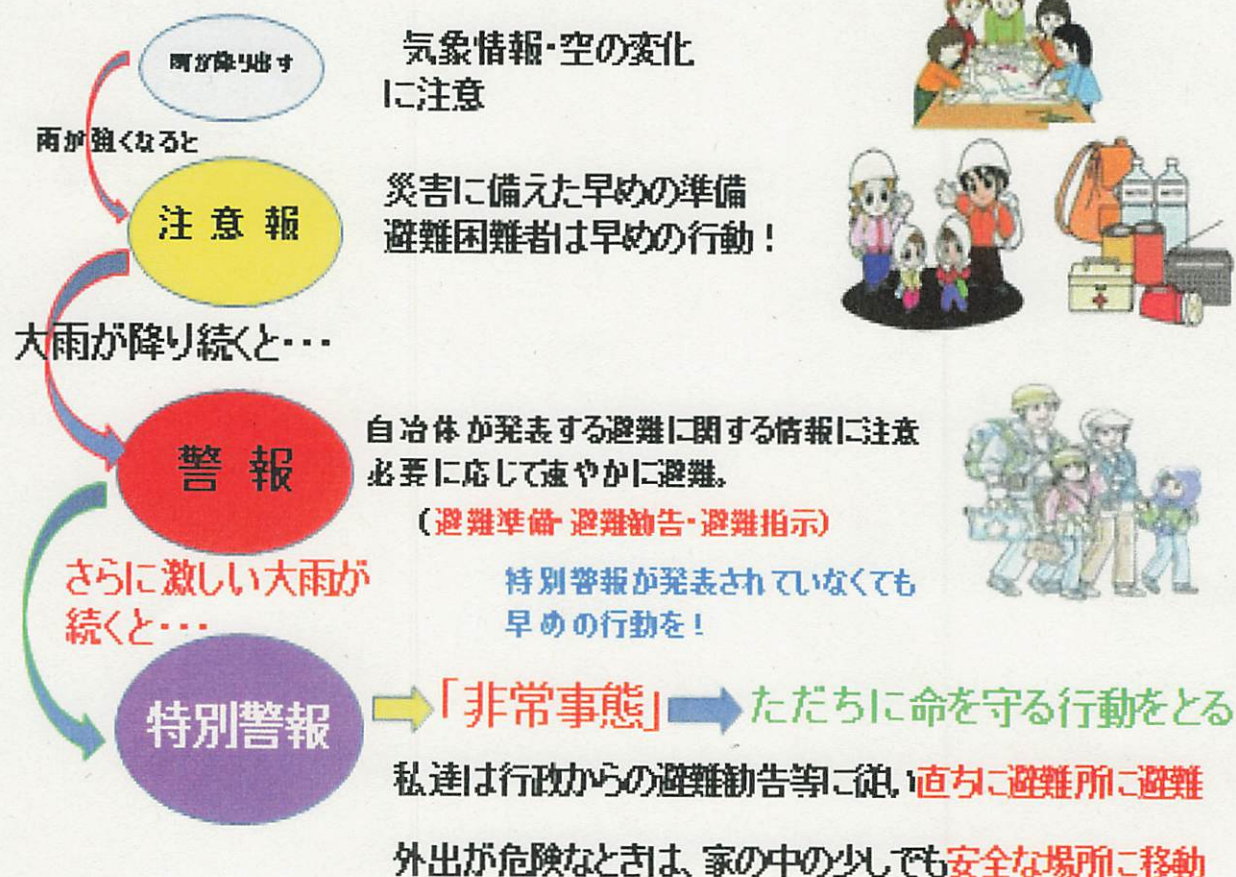 雨が降り出す
気象情報・空の変化
に注意
雨が強くなると
注意報
災害に備えた早めの準備
避難困難者は早めの行動！
大雨が降り続くと・・・
警報
自治体が発表する避難に関する情報に注意
必要に応じて速やかに避難。
（避難準備・避難勧告・避難指示）
さらに激しい大雨が
続くと・・・
特別警報が発表されていなくても
早めの行動を！
特別警報
「非常事態」
ただちに命を守る行動をとる
私達は行政からの避難勧告等に従い直ちに避難所に避難
外出が危険なときは、家の中の少しでも安全な場所に移動